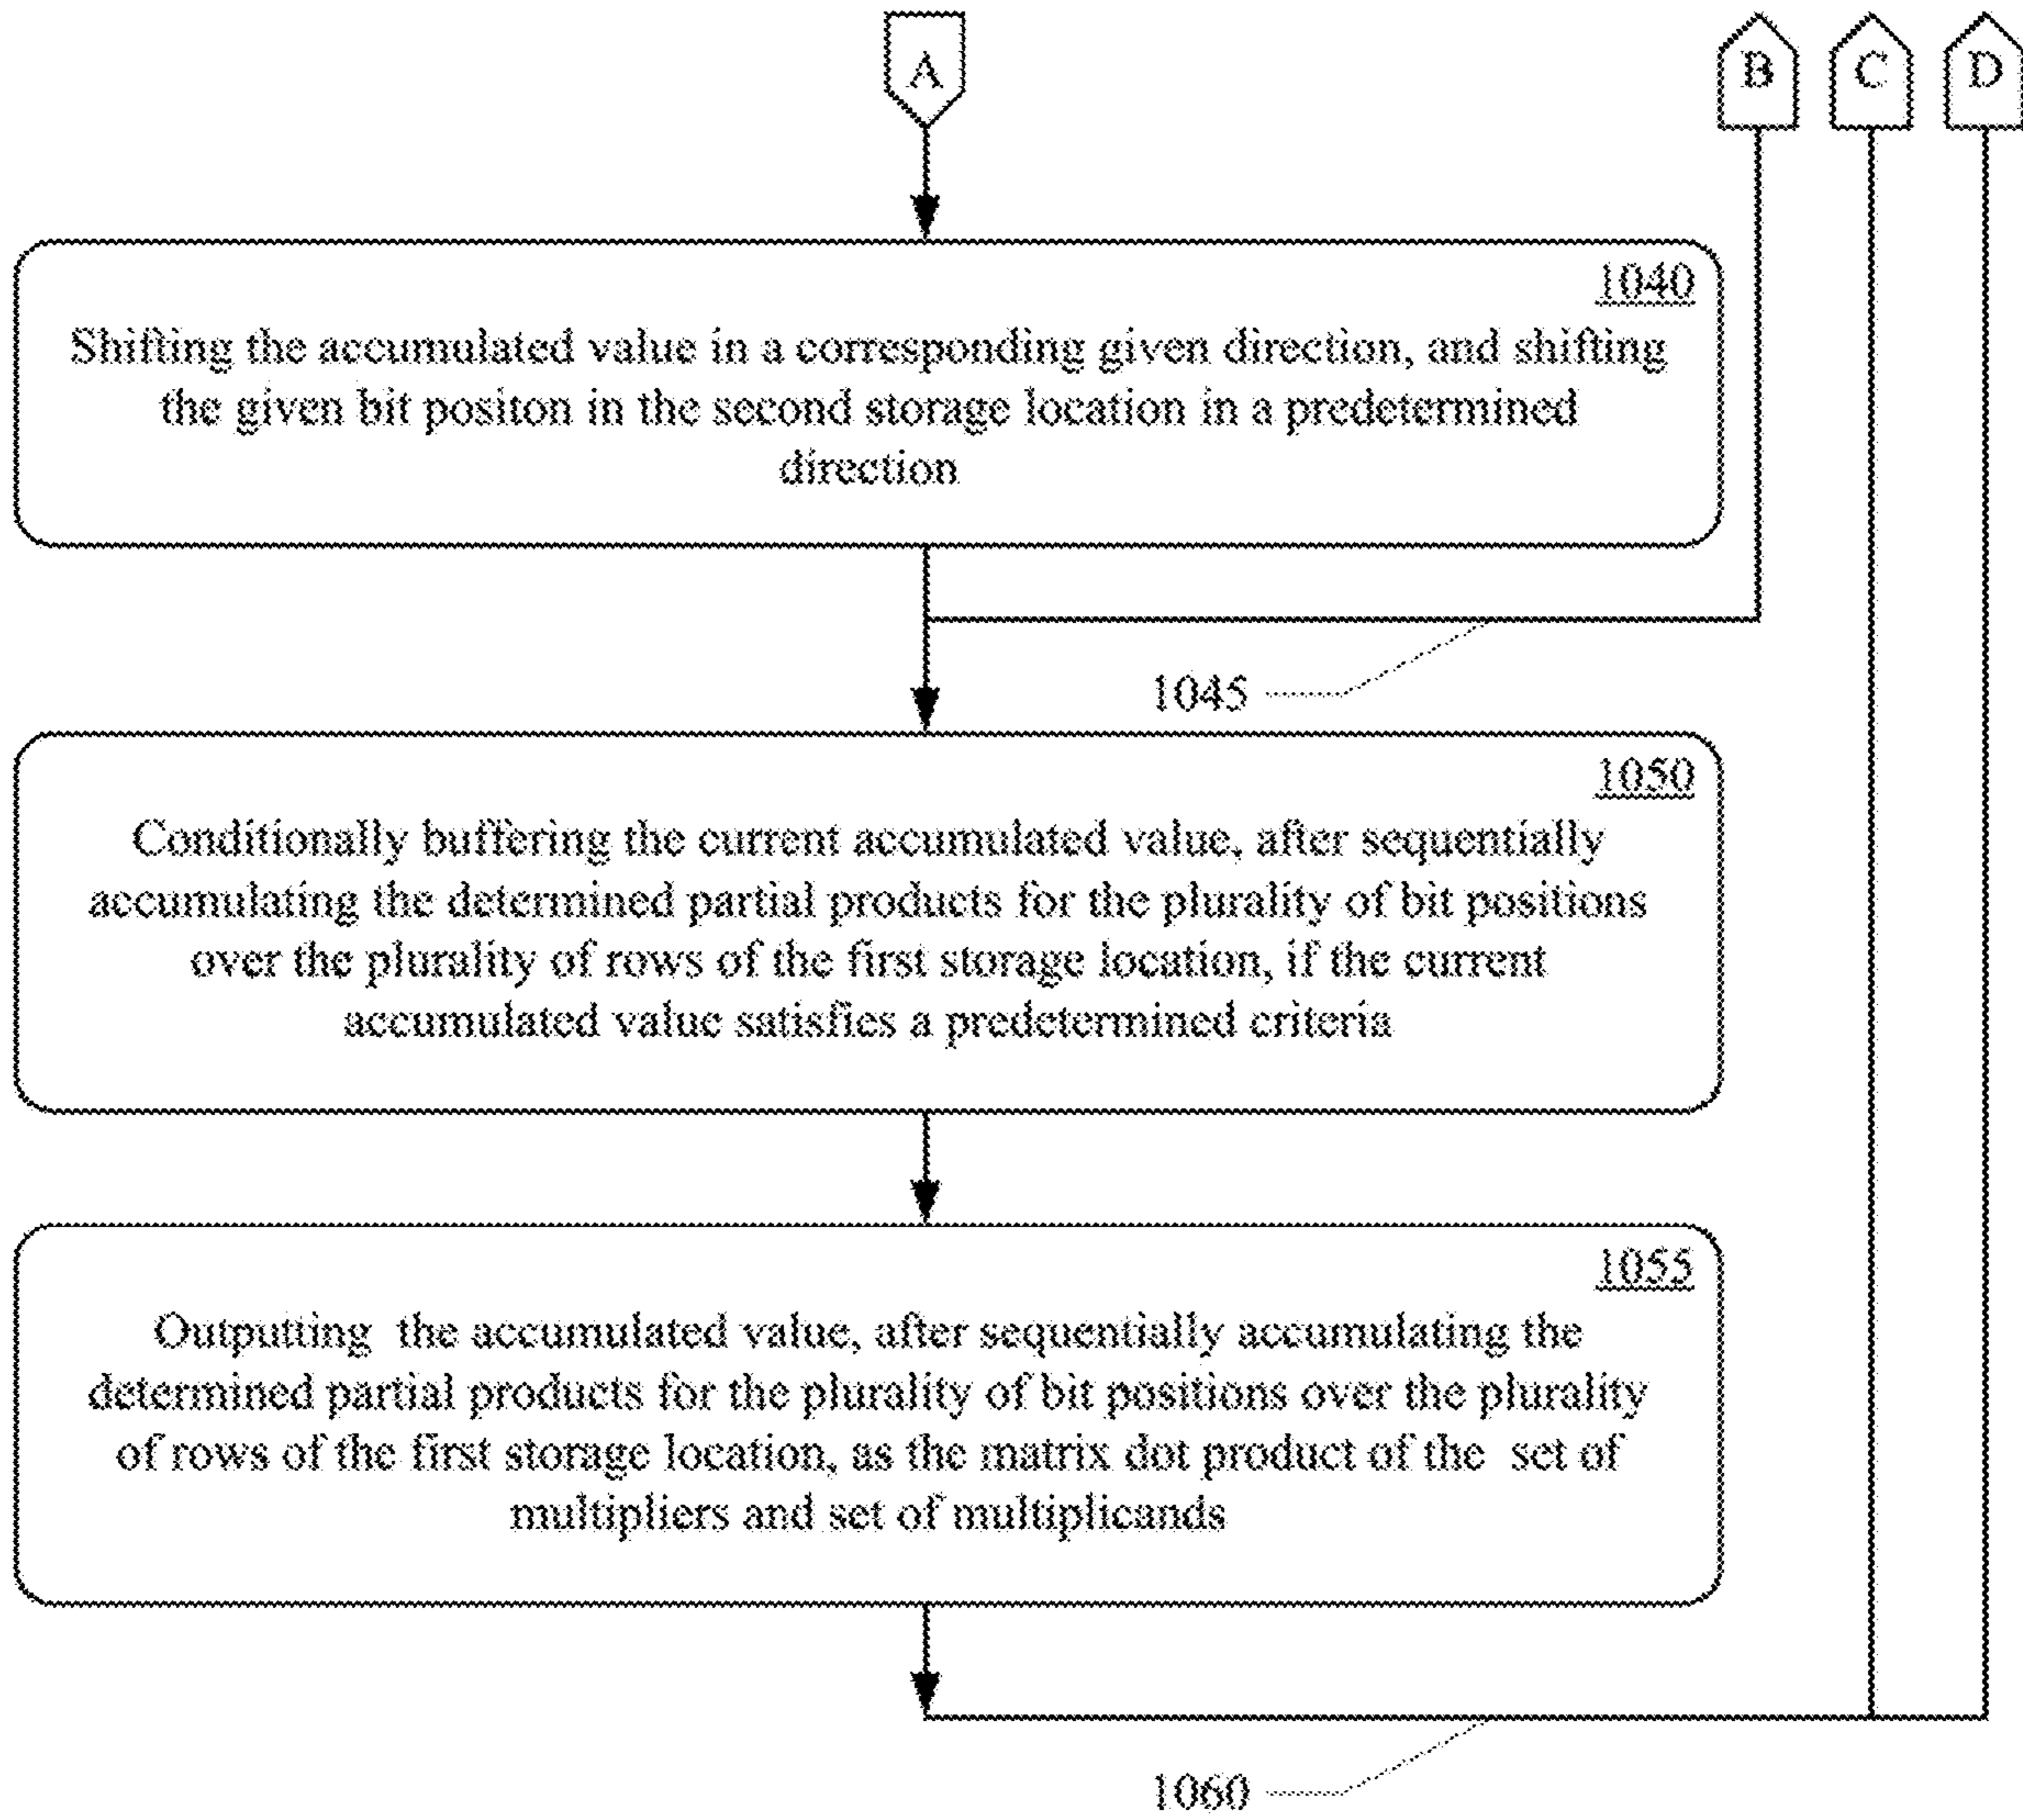 A
B
C
D
1040
Shifting the accumulated value in a corresponding given direction, and shifting
the given bit positon in the second storage location in a predetermined
direction
1045
1050
Conditionally buffering the current accumulated value, after sequentially
accumulating the determined partial products for the plurality of bit positions
over the plurality of rows of the first storage location, if the current
accumulated value satisfies a predetermined criteria
1055
Outputting the accumulated value, after sequentially accumulating the
determined partial products for the plurality of bit positions over the plurality
of rows of the first storage location, as the matrix dot product of the set of
multipliers and set of multiplicands
1060